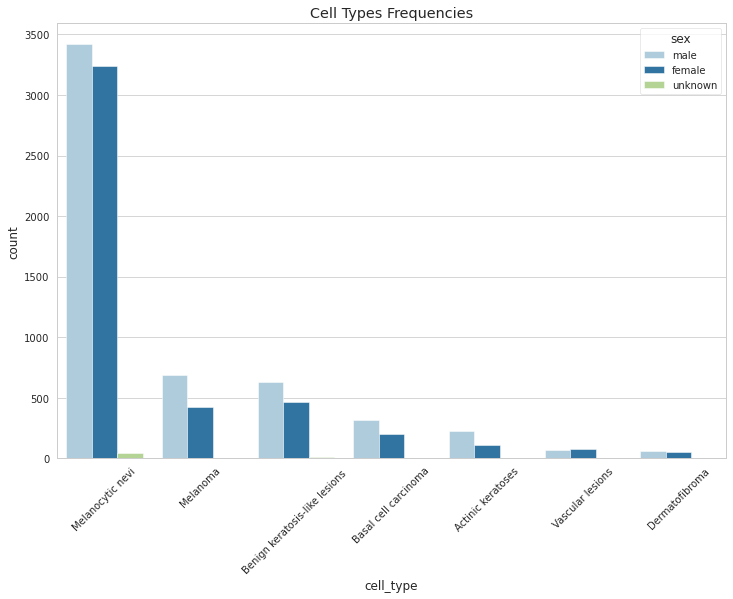 Cell Types Frequencies
sex
male
female
unknown
count
3500
3000
2500
2000
1500
1000
500
0
Melanocytic nevi
Melanoma
Benign keratosis-like lesions
Basal cell carcinoma
Actinic keratoses
Vascular lesions
Dermatofibroma
cell_type